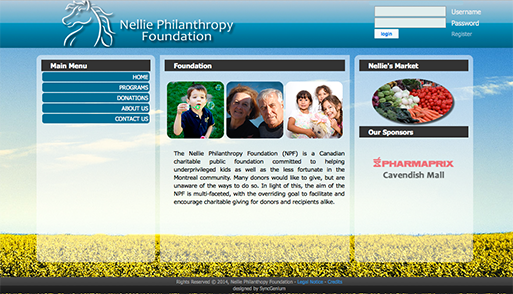 Nellie Philanthropy
Foundation
Username
Password
login
Register
Main Menu
HOME
PROGRAMS
DONATIONS
ABOUT US
CONTACT US
Foundation
The Nellie Philanthropy Foundation (NPF) is a Canadian
charitable public foundation committed to helping
underprivileged kids as well as the less fortunate in the
Montreal community. Many donors would like to give, but are
unaware of the ways to do so. In light of this, the aim of the
NPF is multi-faceted, with the overriding goal to facilitate and
encourage charitable giving for donors and recipients alike.
Nellie's Market
Our Sponsors
PHARMAPRIX
Cavendish Mall
Rights Reserved © 2014, Nellie Philanthropy Foundation - Legal Notice - Credits
designed by SyncGenium